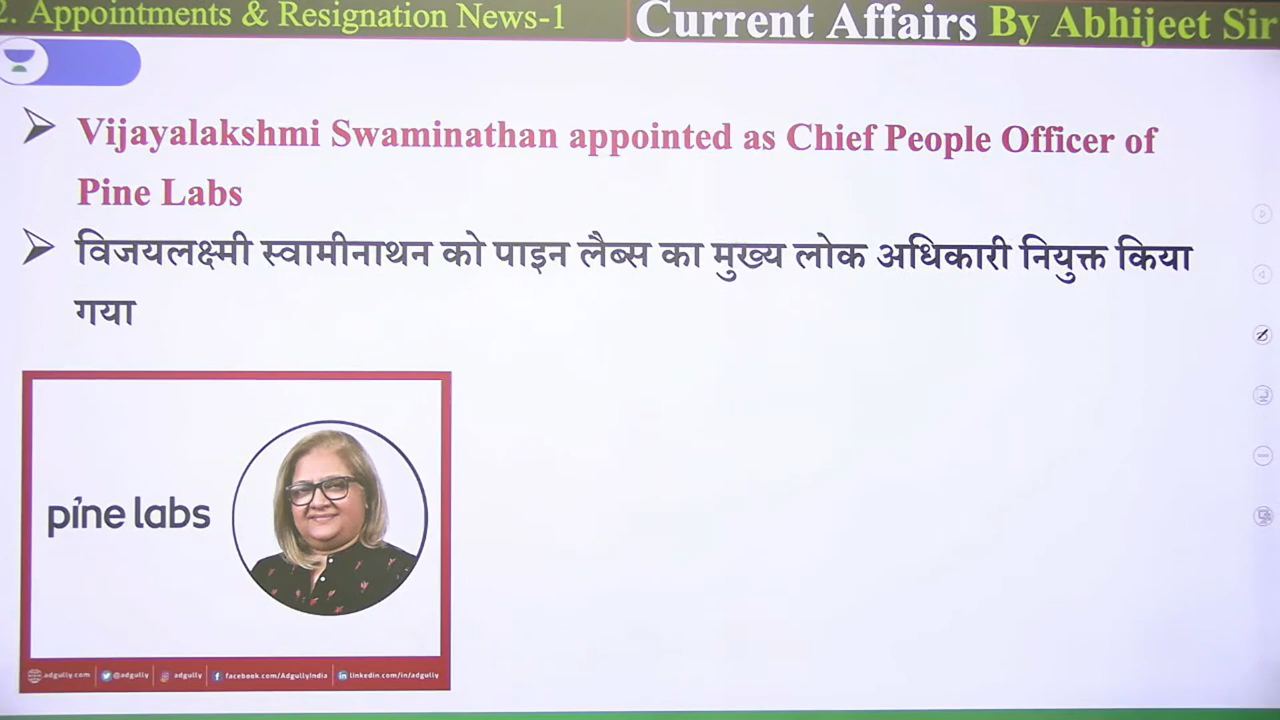 2. Appointments & Resignation News-1
Current Affairs By Abhijeet Sir
Vijayalakshmi Swaminathan appointed as Chief People Officer of
Pine Labs
विजयलक्ष्मी स्वामीनाथन को पाइन लैब्स का मुख्य लोक अधिकारी नियुक्त किया
गया
pine labs
adgully.com @adgully adgully facebook.com/AdgullyIndia linkedin.com/in/adgully